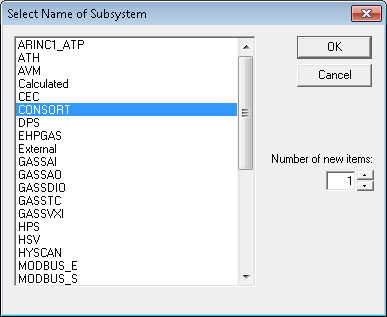 Select Name of Subsystem
ARINC1_ATP
ATH
AVM
Calculated
CEC
CONSORT
DPS
EHPGAS
External
GASSAI
GASSAO
GASSDIO
GASSTC
GASSVXI
HPS
HSV
HYSCAN
MODBUS_E
MODBUS_S
OK
Cancel
Number of new items:
1